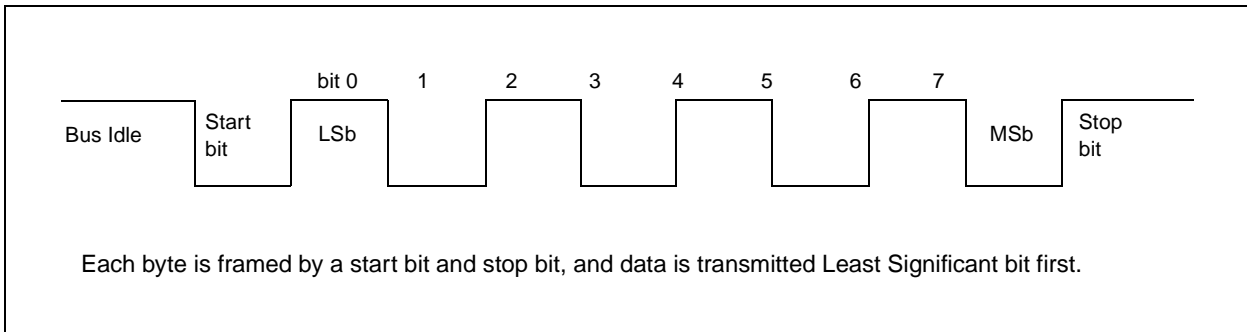 bit 0 1 2 3 4 5 6 7
Bus Idle
Start
bit
LSb
MSb
Stop
bit
Each byte is framed by a start bit and stop bit, and data is transmitted Least Significant bit first.